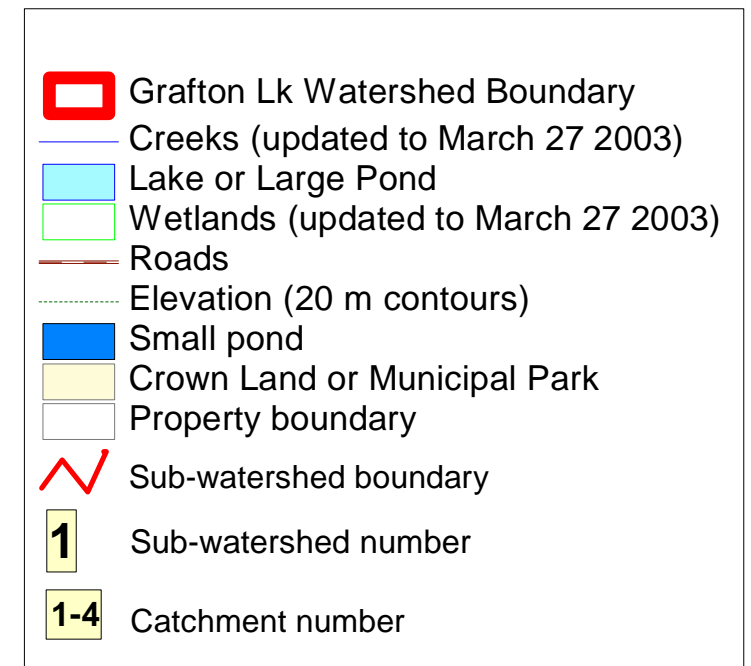 Grafton Lk Watershed Boundary
Creeks (updated to March 27 2003)
Lake or Large Pond
Wetlands (updated to March 27 2003)
Roads
Elevation (20 m contours)
Small pond
Crown Land or Municipal Park
Property boundary
Sub-watershed boundary
1 Sub-watershed number
1-4 Catchment number